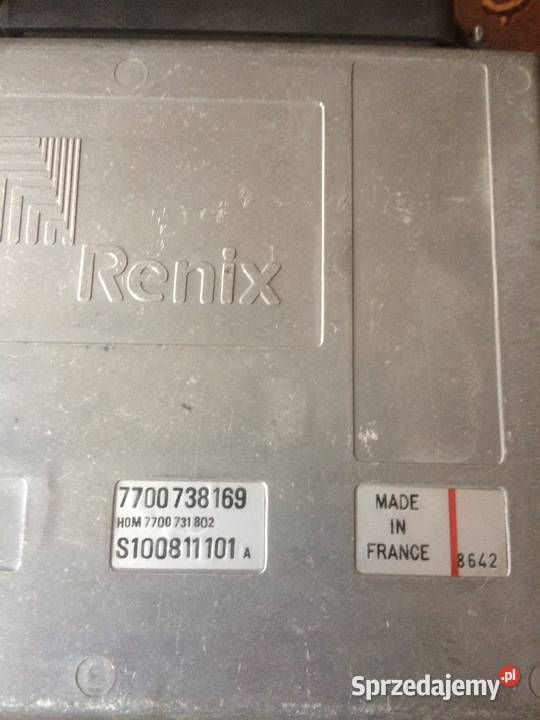 Renix
7700738169
HOM 7700 731 802
S100811101 A
MADE
IN
FRANCE
8642
Sprzedajemy.pl